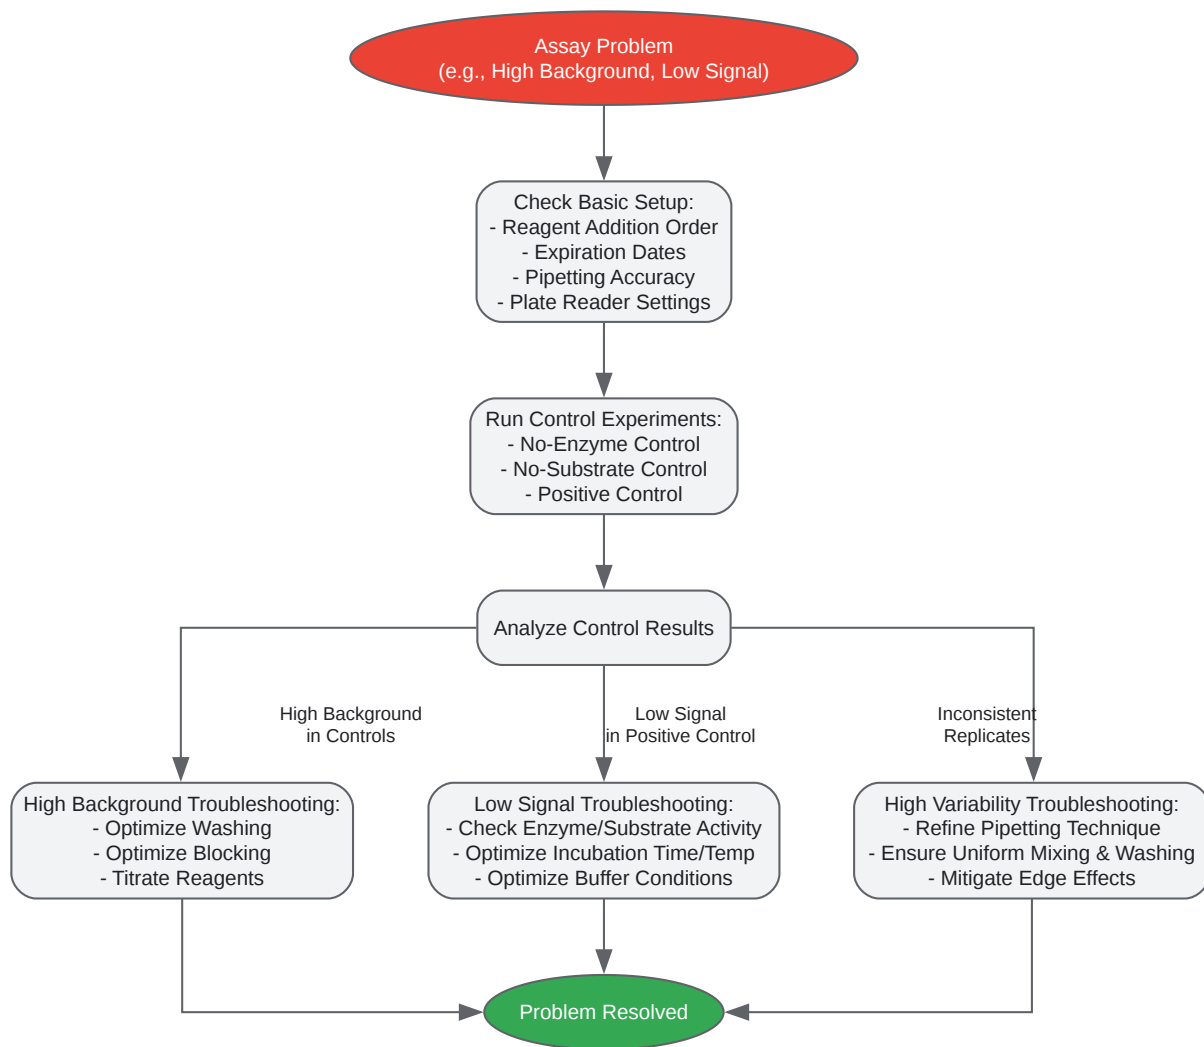 Assay Problem
(e.g., High Background, Low Signal)
Check Basic Setup:
- Reagent Addition Order
- Expiration Dates
- Pipetting Accuracy
- Plate Reader Settings
Run Control Experiments:
- No-Enzyme Control
- No-Substrate Control
- Positive Control
Analyze Control Results
High Background
in Controls
Low Signal
in Positive Control
Inconsistent
Replicates
High Background Troubleshooting:
- Optimize Washing
- Optimize Blocking
- Titrate Reagents
Low Signal Troubleshooting:
- Check Enzyme/Substrate Activity
- Optimize Incubation Time/Temp
- Optimize Buffer Conditions
High Variability Troubleshooting:
- Refine Pipetting Technique
- Ensure Uniform Mixing & Washing
- Mitigate Edge Effects
Problem Resolved